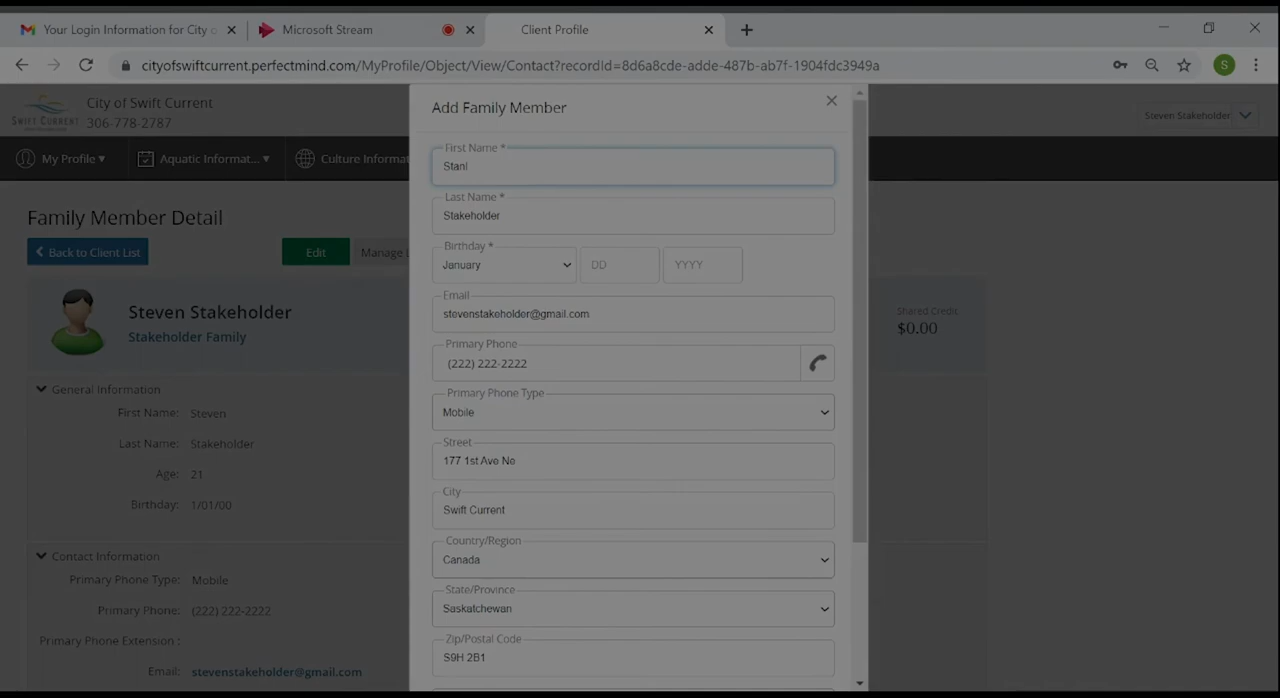 Your Login Information for City o
Microsoft Stream
Client Profile
cityofswiftcurrent.perfectmind.com/MyProfile/Object/View/Contact?recordId=8d6a8cde-adde-487b-ab7f-1904fdc3949a
S
SWIFT CURRENT
City of Swift Current
306-778-2787
Steven Stakeholder
My Profile
Aquatic Informat...
Culture Informat
Family Member Detail
Back to Client List
Edit
Manage L
Steven Stakeholder
Stakeholder Family
Shared Credit
$0.00
General Information
First Name: Steven
Last Name: Stakeholder
Age: 21
Birthday: 1/01/00
Contact Information
Primary Phone Type: Mobile
Primary Phone: (222) 222-2222
Primary Phone Extension :
Email: stevenstakeholder@gmail.com
Add Family Member
First Name *
Stanl
Last Name *
Stakeholder
Birthday *
January DD YYYY
Email
stevenstakeholder@gmail.com
Primary Phone
(222) 222-2222
Primary Phone Type
Mobile
Street
177 1st Ave Ne
City
Swift Current
Country/Region
Canada
State/Province
Saskatchewan
Zip/Postal Code
S9H 2B1